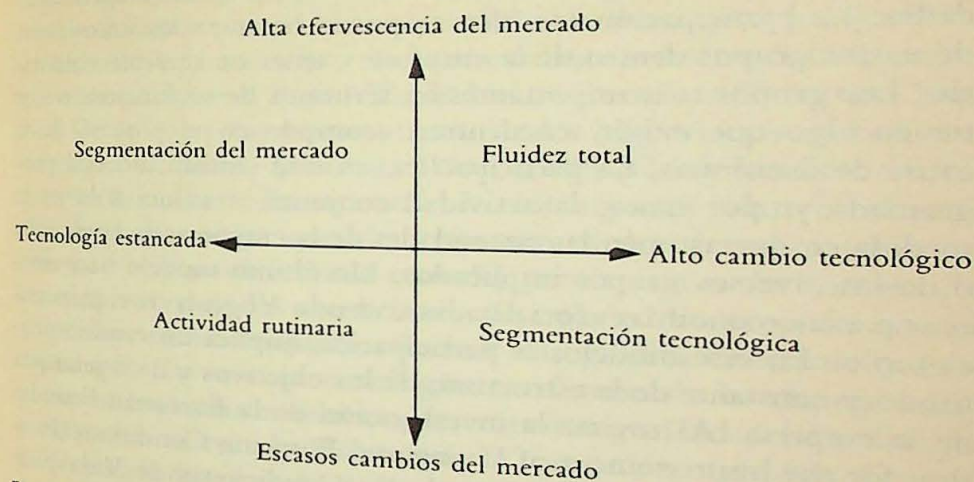 Alta efervescencia del mercado
Segmentación del mercado
Fluidez total
Tecnología estancada
Alto cambio tecnológico
Actividad rutinaria
Segmentación tecnológica
Escasos cambios del mercado